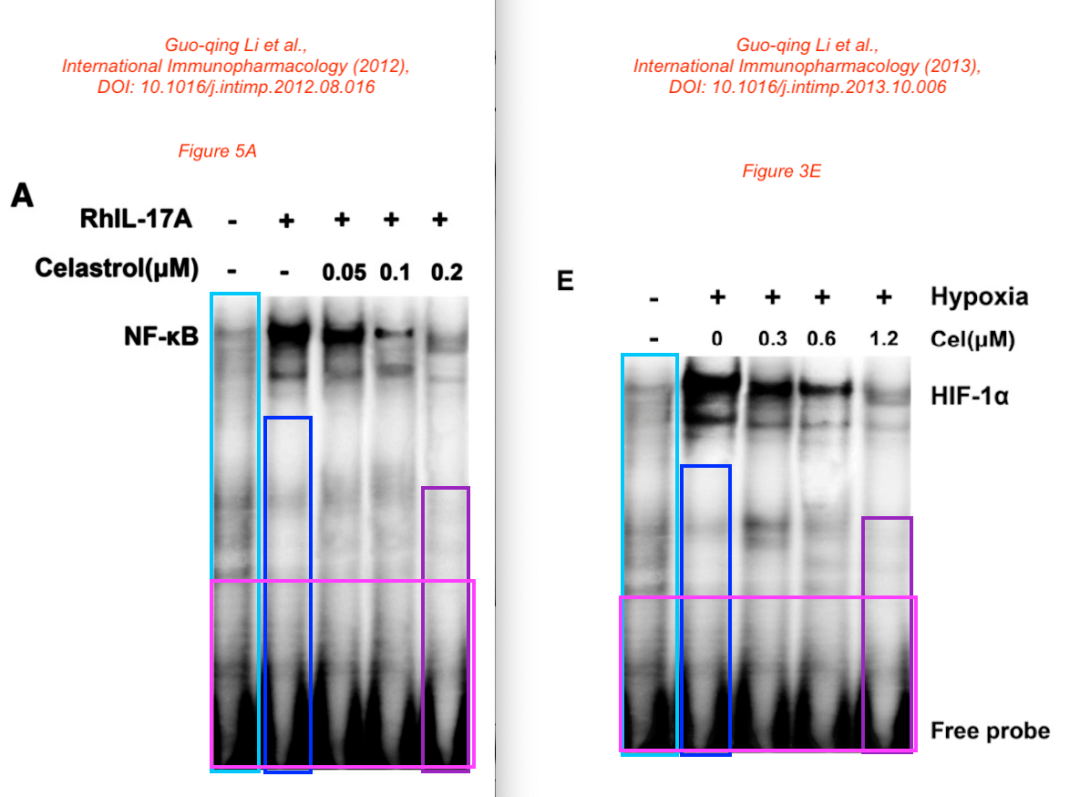 Guo-qing Li et al.,
International Immunopharmacology (2012),
DOI: 10.1016/j.intimp.2012.08.016
Figure 5A
A
RhIL-17A - + + + +
Celastrol(μM) - - 0.05 0.1 0.2
NF-κB
Guo-qing Li et al.,
International Immunopharmacology (2013),
DOI: 10.1016/j.intimp.2013.10.006
Figure 3E
E
- + + + + Hypoxia
- 0 0.3 0.6 1.2 Cel(μM)
HIF-1α
Free probe